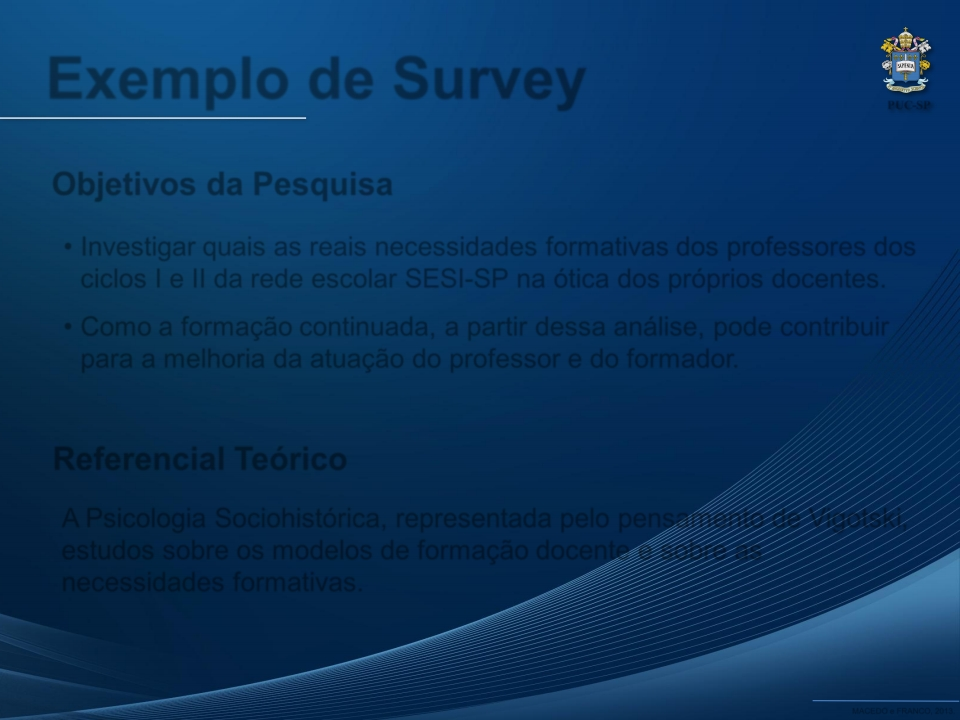 Exemplo de Survey
SAPIENTIA
PUC-SP
Objetivos da Pesquisa
• Investigar quais as reais necessidades formativas dos professores dos
ciclos I e II da rede escolar SESI-SP na ótica dos próprios docentes.
• Como a formação continuada, a partir dessa análise, pode contribuir
para a melhoria da atuação do professor e do formador.
Referencial Teórico
A Psicologia Sociohistórica, representada pelo pensamento de Vigotski,
estudos sobre os modelos de formação docente e sobre as
necessidades formativas.